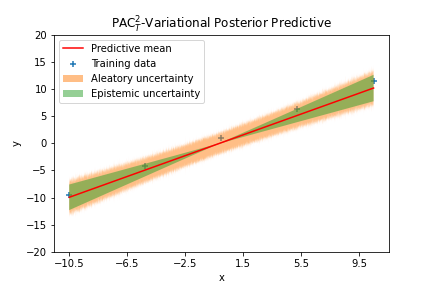 PAC²_T-Variational Posterior Predictive
Predictive mean
Training data
Aleatory uncertainty
Epistemic uncertainty
20
15
10
5
0
−5
−10
−15
−20
y
−10.5 −6.5 −2.5 1.5 5.5 9.5
x